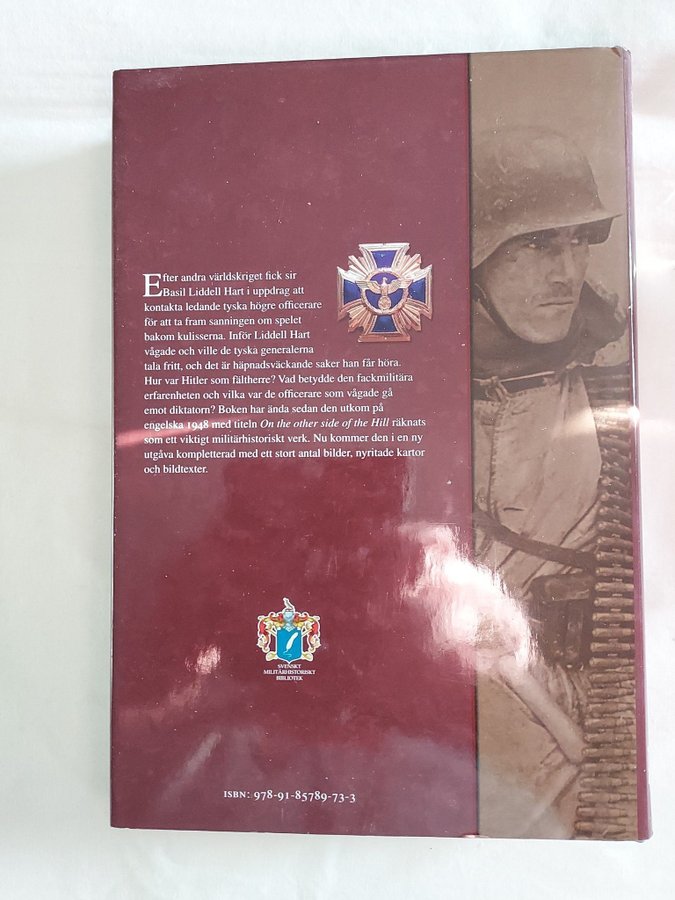 Efter andra världskriget fick sir
Basil Liddell Hart i uppdrag att
kontakta ledande tyska högre officerare
för att ta fram sanningen om spelet
bakom kulisserna. Inför Liddell Hart
vågade och ville de tyska generalerna
tala fritt, och det är häpnadsväckande saker han får höra.
Hur var Hitler som fältherre? Vad betydde den fackmilitära
erfarenheten och vilka var de officerare som vågade gå
emot diktatorn? Boken har ända sedan den utkom på
engelska 1948 med titeln On the other side of the Hill räknats
som ett viktigt militärhistoriskt verk. Nu kommer den i en ny
utgåva kompletterad med ett stort antal bilder, nyritade kartor
och bildtexter.
SVENSKT
MILITÄRHISTORISKT
BIBLIOTEK
ISBN: 978-91-85789-73-3